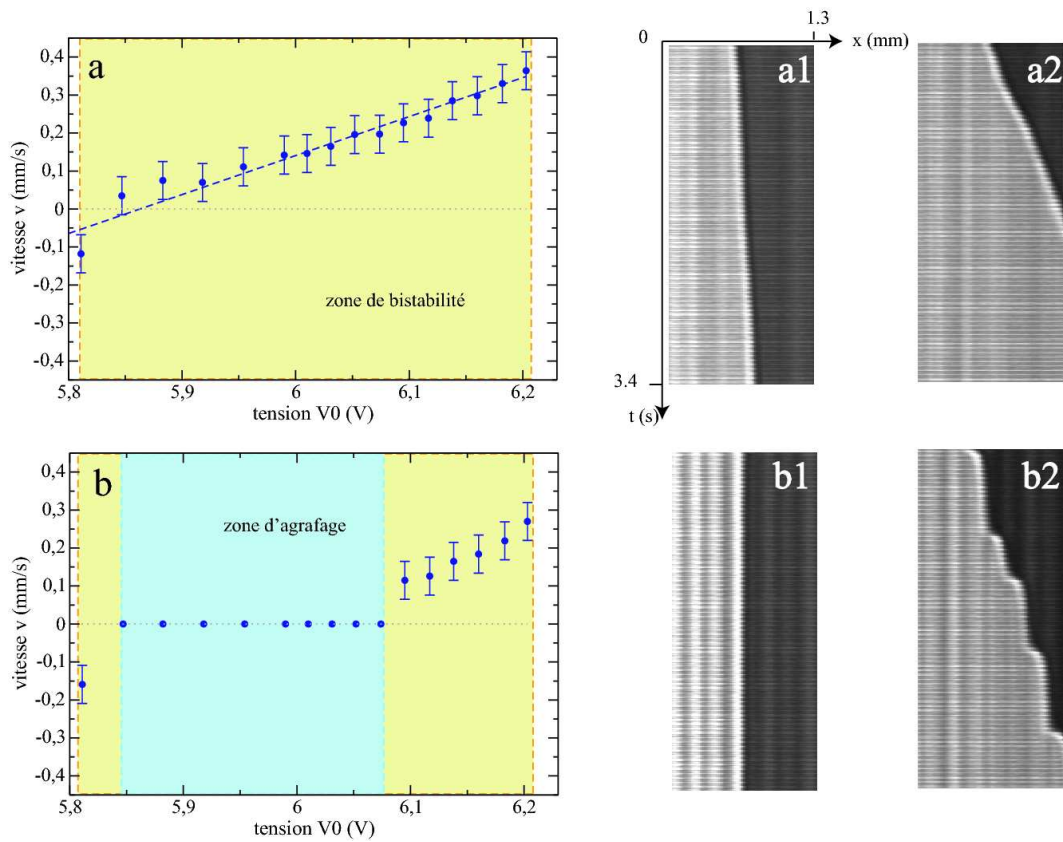 a
0,4
0,3
0,2
0,1
0
-0,1
-0,2
-0,3
-0,4
vitesse v (mm/s)
zone de bistabilité
5,8 5,9 6 6,1 6,2
tension V0 (V)
1.3
0
x (mm)
a1
a2
3.4
t (s)
b
zone d'agrafage
0,4
0,3
0,2
0,1
0
-0,1
-0,2
-0,3
-0,4
vitesse v (mm/s)
5,8 5,9 6 6,1 6,2
tension V0 (V)
b1
b2